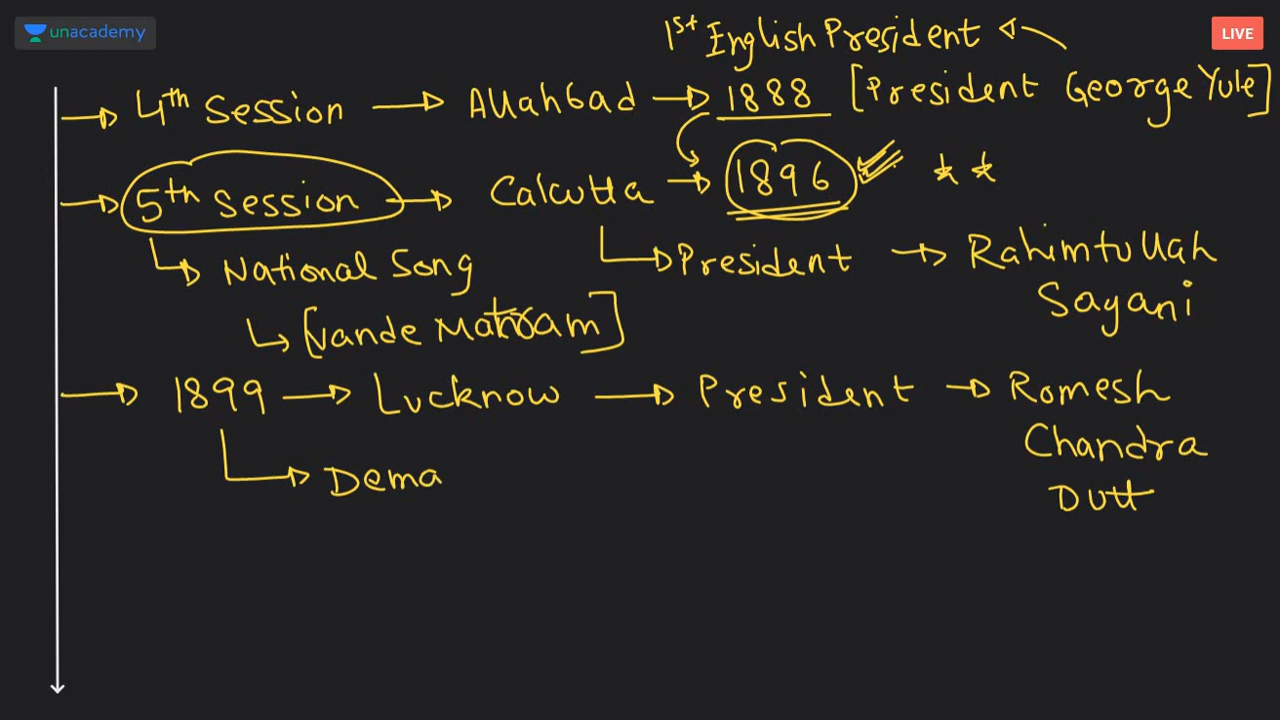 unacademy
LIVE
1st English President
4th Session Allahbad 1888 [President George Yule]
5th Session Calcutta 1896
President Rahimtullah
Sayani
National Song
[Vande Matram]
1899 Lucknow President Romesh
Chandra
Dutt
Dema